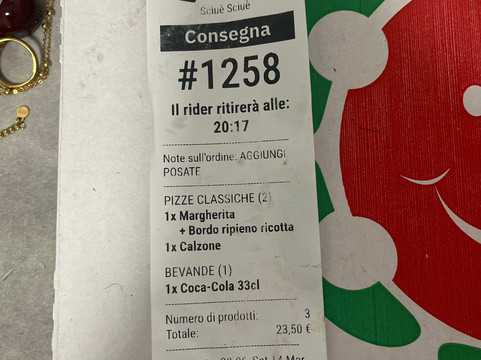 Sciuè Sciuè
Consegna
#1258
Il rider ritirerà alle:
20:17
Note sull'ordine: AGGIUNGI
POSATE
PIZZE CLASSICHE (2)
1x Margherita
+ Bordo ripieno ricotta
1x Calzone
BEVANDE (1)
1x Coca-Cola 33cl
Numero di prodotti: 3
Totale: 23,50 €